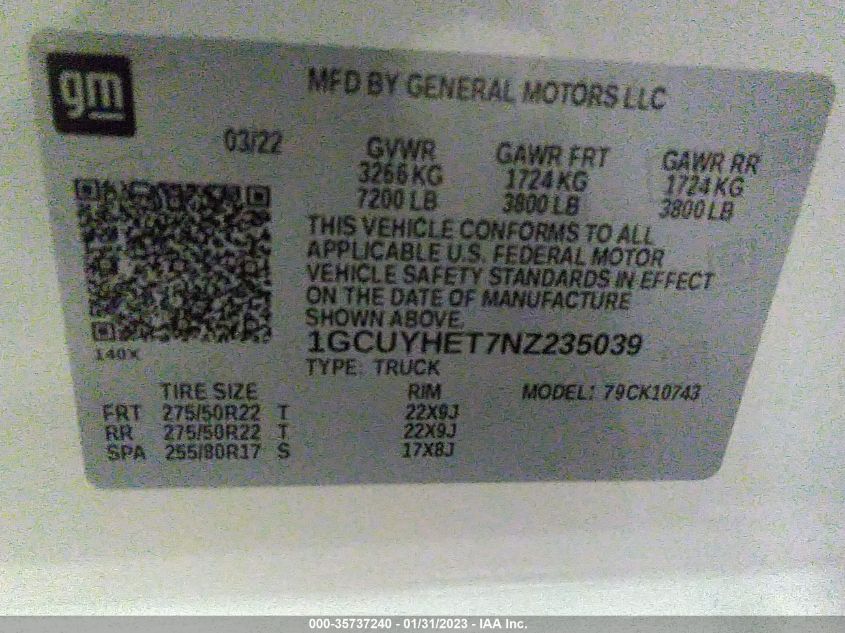 gm
MFD BY GENERAL MOTORS LLC
03/22
GVWR GAWR FRT GAWR RR
3266 KG 1724 KG 1724 KG
7200 LB 3800 LB 3800 LB
THIS VEHICLE CONFORMS TO ALL
APPLICABLE U.S. FEDERAL MOTOR
VEHICLE SAFETY STANDARDS IN EFFECT
ON THE DATE OF MANUFACTURE
SHOWN ABOVE.
140X
1GCUYHET7NZ235039
TYPE: TRUCK
TIRE SIZE RIM MODEL: 79CK10743
FRT 275/50R22 T 22X9J
RR 275/50R22 T 22X9J
SPA 255/80R17 S 17X8J
000-35737240 - 01/31/2023 - IAA Inc.